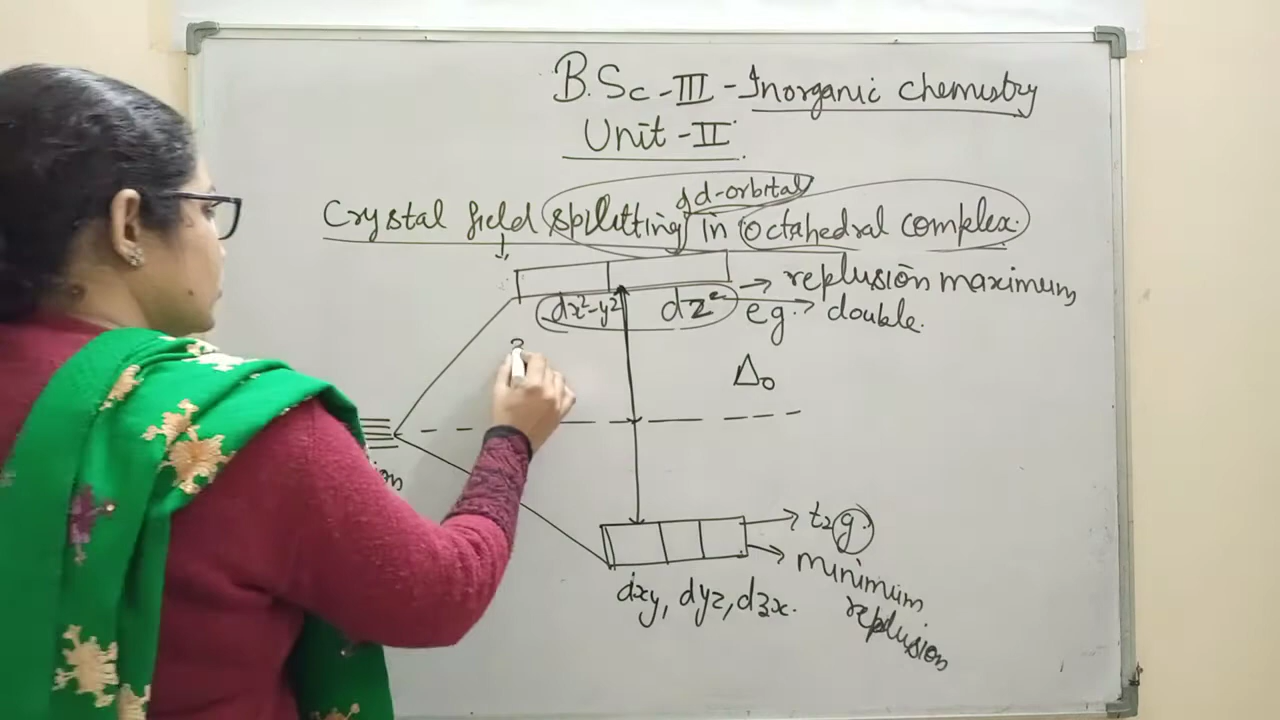 B.Sc-III-Inorganic chemistry
Unit-II
Crystal field splitting of d-orbital in Octahedral complex.
→ replusion maximum
dx²-y² dz² eg. → double.
Δo
→ t2g.
→ minimum replusion
dxy, dyz, dzx.